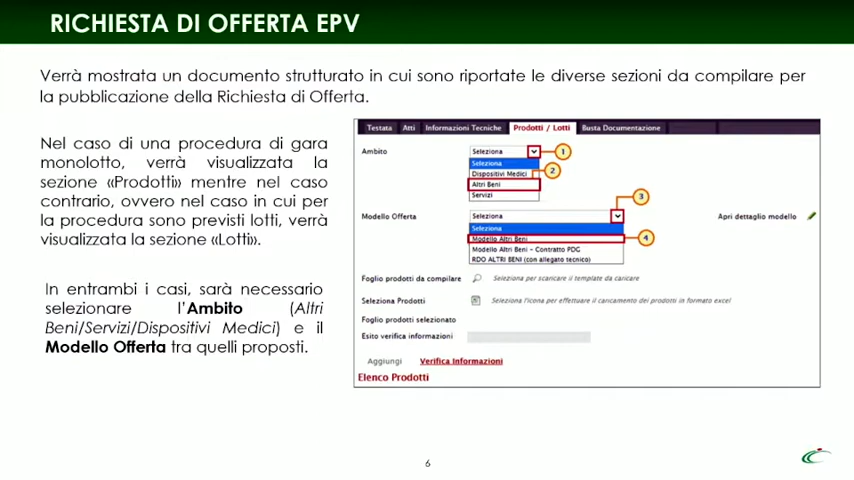 RICHIESTA DI OFFERTA EPV
Verrà mostrata un documento strutturato in cui sono riportate le diverse sezioni da compilare per
la pubblicazione della Richiesta di Offerta.
Nel caso di una procedura di gara
monolotto, verrà visualizzata la
sezione «Prodotti» mentre nel caso
contrario, ovvero nel caso in cui per
la procedura sono previsti lotti, verrà
visualizzata la sezione «Lotti».
In entrambi i casi, sarà necessario
selezionare l'Ambito (Altri
Beni/Servizi/Dispositivi Medici) e il
Modello Offerta tra quelli proposti.
Testata Atti Informazioni Tecniche Prodotti / Lotti Busta Documentazione
Ambito Seleziona 1
Seleziona
Dispositivi Medici 2
Altri Beni
Servizi
3
Modello Offerta Seleziona Apri dettaglio modello
Seleziona
Modello Altri Beni 4
Modello Altri Beni - Contratto PDG
RDO ALTRI BENI (con allegato tecnico)
Foglio prodotti da compilare Seleziona per scaricare il template da caricare
Seleziona Prodotti Seleziona l'icona per effettuare il caricamento dei prodotti in formato excel
Foglio prodotti selezionato
Esito verifica informazioni
Aggiungi Verifica Informazioni
Elenco Prodotti
6